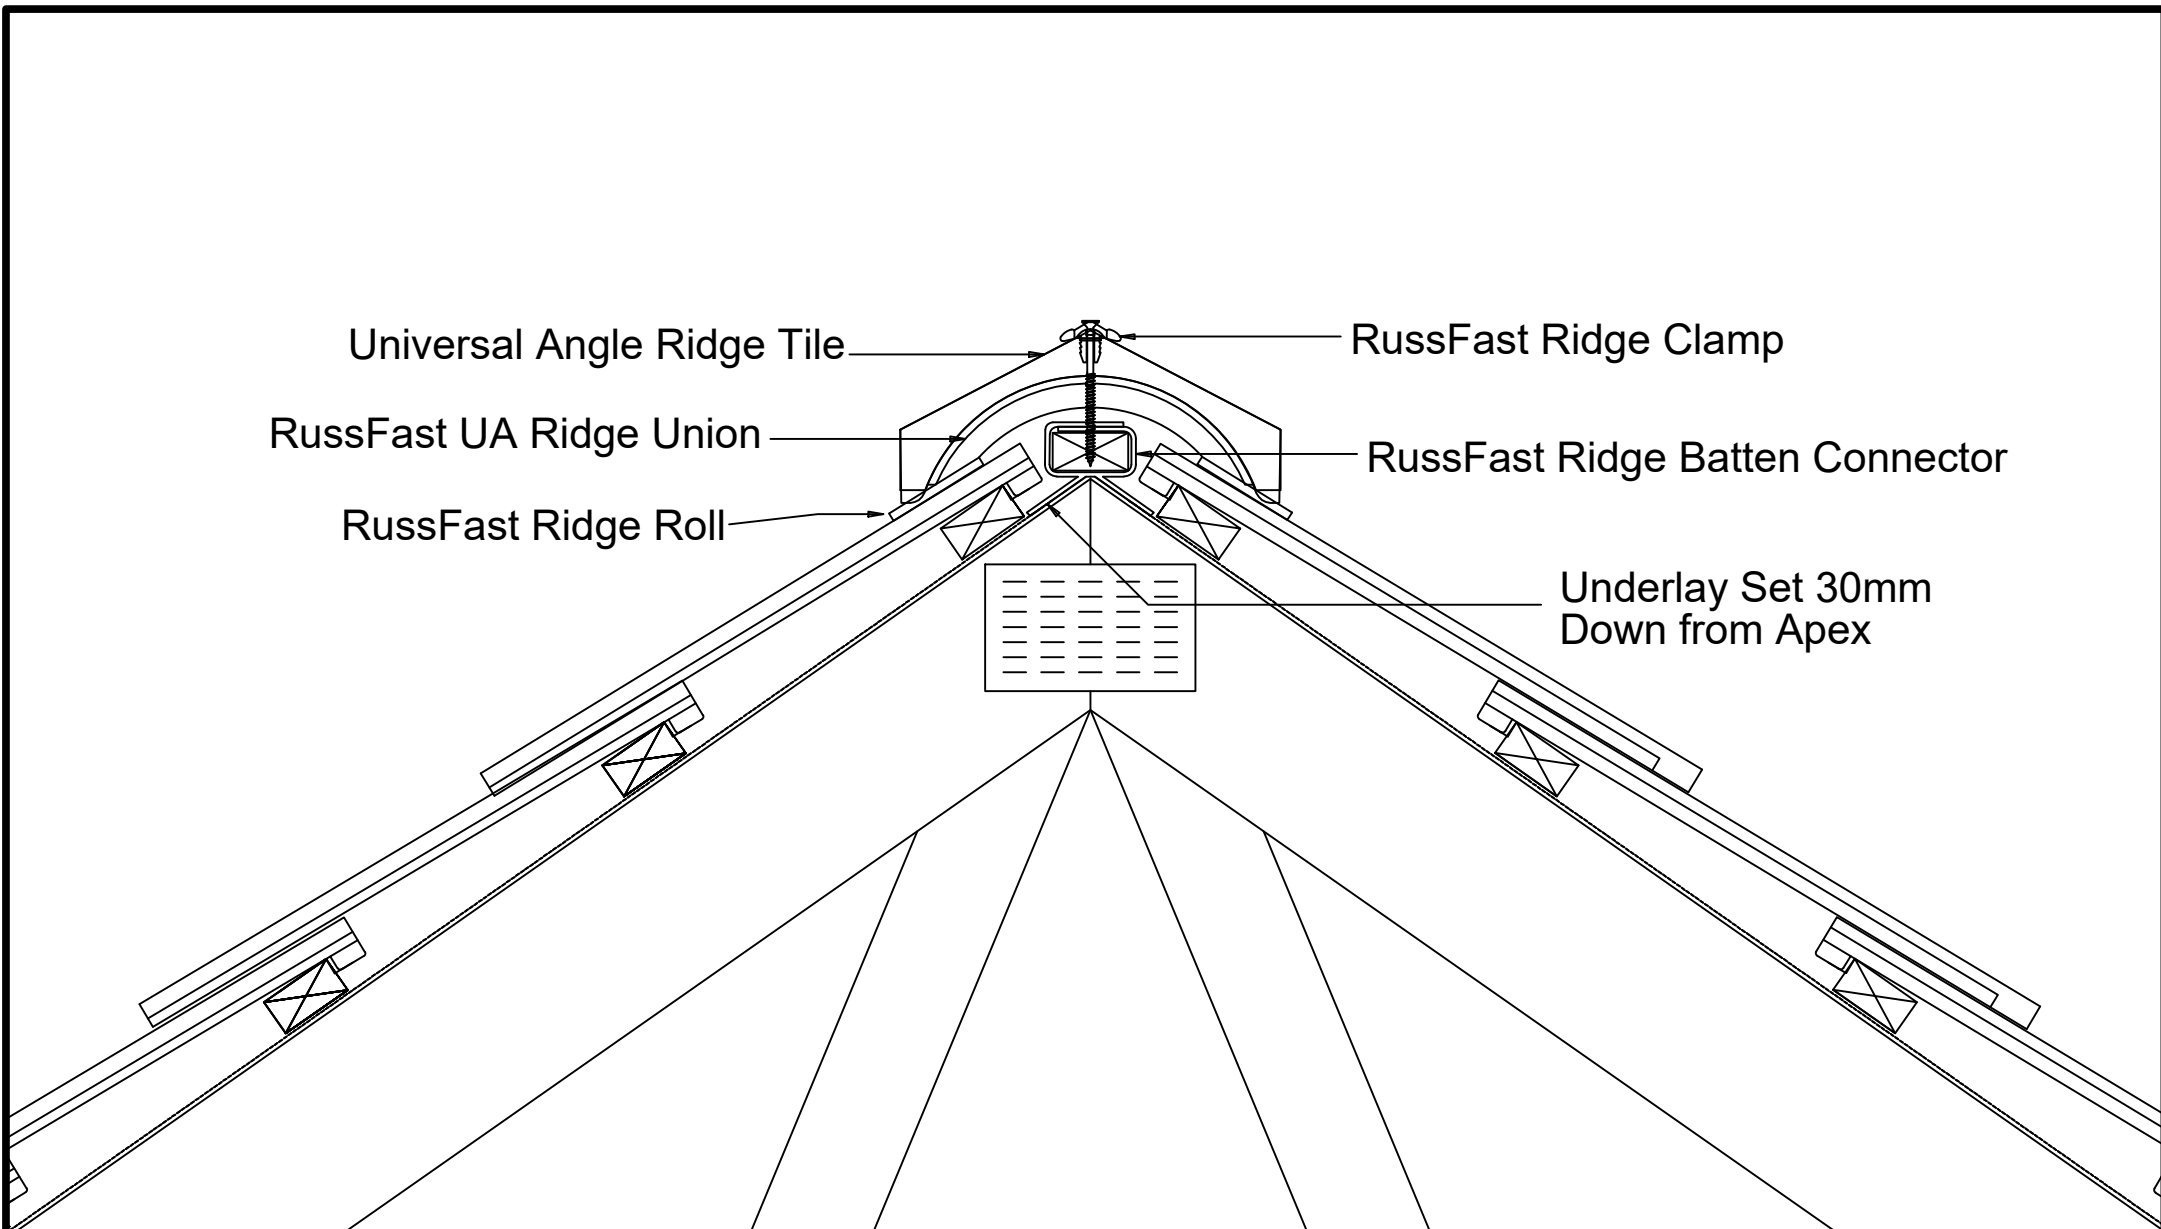 Universal Angle Ridge Tile
RussFast UA Ridge Union
RussFast Ridge Roll
RussFast Ridge Clamp
RussFast Ridge Batten Connector
Underlay Set 30mm
Down from Apex